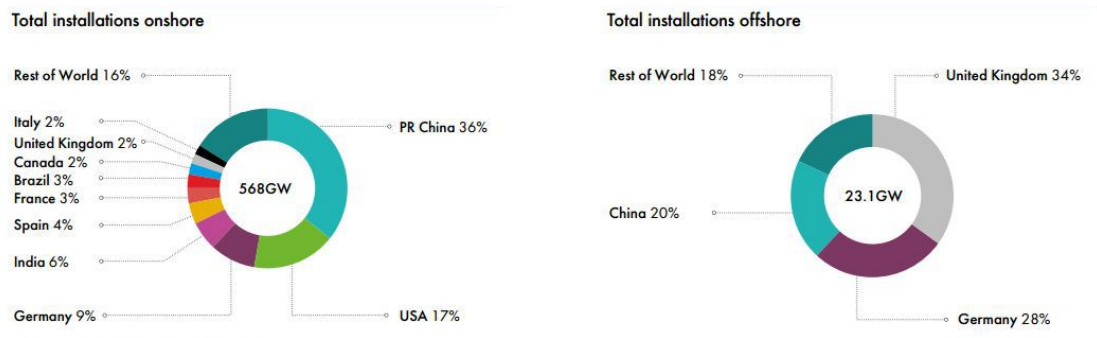 Total installations onshore
Rest of World 16%
Italy 2%
United Kingdom 2%
Canada 2%
Brazil 3%
France 3%
Spain 4%
India 6%
Germany 9%
PR China 36%
568GW
USA 17%
Total installations offshore
Rest of World 18%
United Kingdom 34%
23.1GW
China 20%
Germany 28%